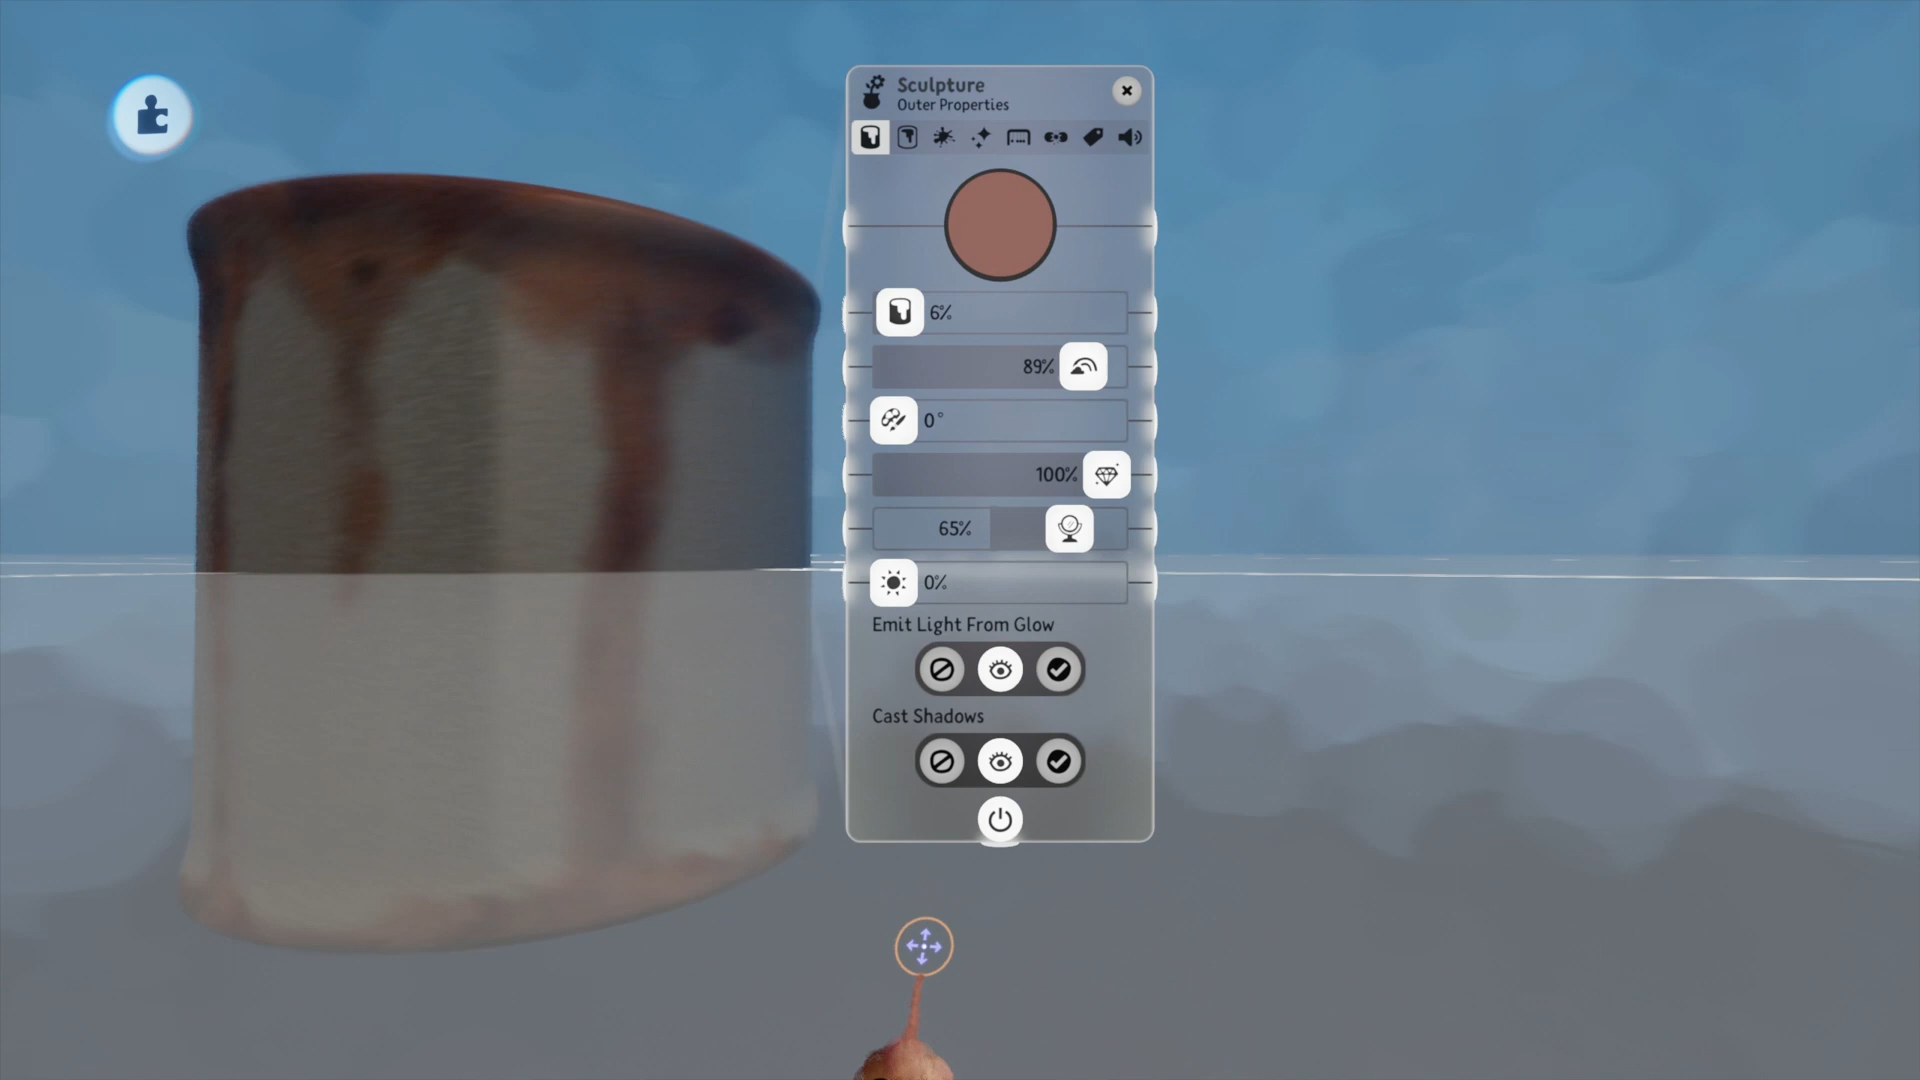 Sculpture
Outer Properties
6%
89%
0°
100%
65%
0%
Emit Light From Glow
Cast Shadows